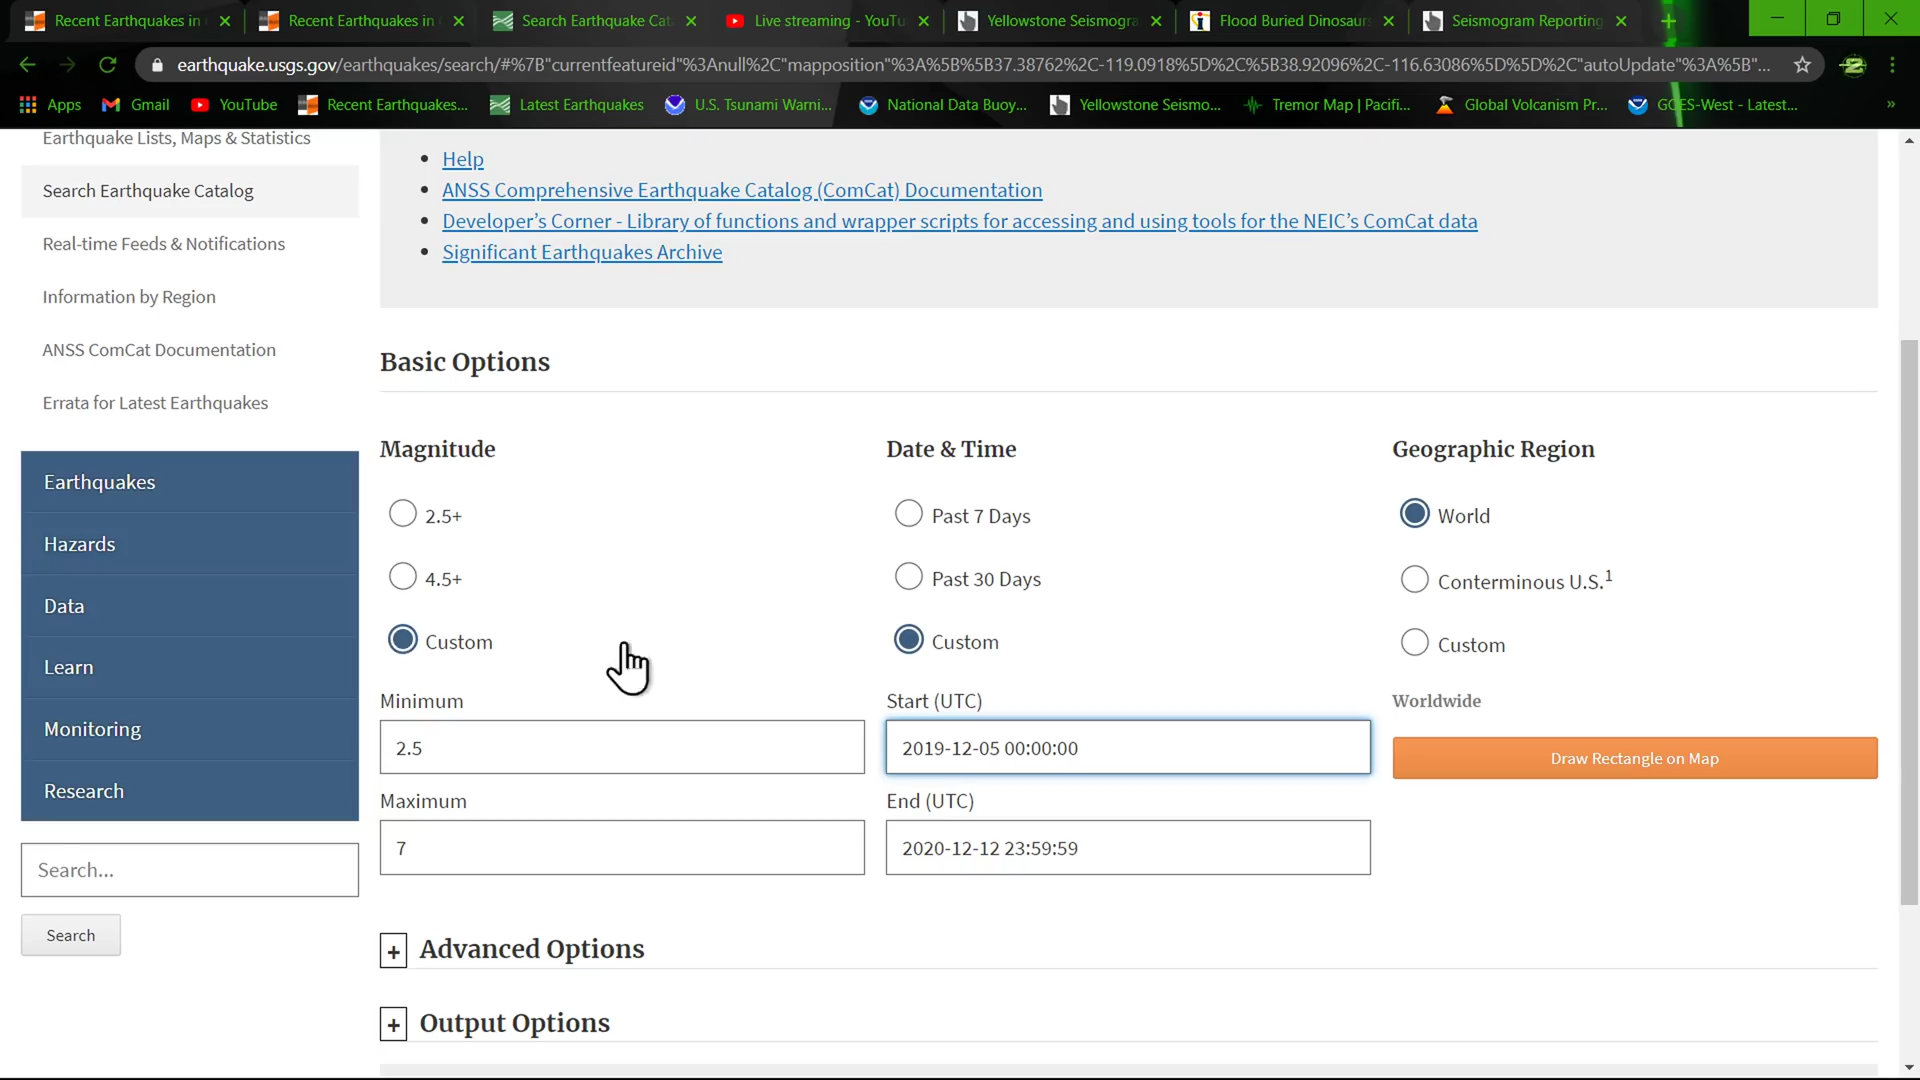 Recent Earthquakes in
Recent Earthquakes in
Search Earthquake Cat
Live streaming - YouTu
Yellowstone Seismogra
Flood Buried Dinosaurs
Seismogram Reporting
earthquake.usgs.gov/earthquakes/search/#%7B"currentfeatureid"%3Anull%2C"mapposition"%3A%5B%5B37.38762%2C-119.0918%5D%2C%5B38.92096%2C-116.63086%5D%5D%2C"autoUpdate"%3A%5B"...
Apps
Gmail
YouTube
Recent Earthquakes...
Latest Earthquakes
U.S. Tsunami Warni...
National Data Buoy...
Yellowstone Seismo...
Tremor Map | Pacifi...
Global Volcanism Pr...
GOES-West - Latest...
»
Earthquake Lists, Maps & Statistics
Search Earthquake Catalog
Real-time Feeds & Notifications
Information by Region
ANSS ComCat Documentation
Errata for Latest Earthquakes
Earthquakes
Hazards
Data
Learn
Monitoring
Research
Search...
Search
• Help
• ANSS Comprehensive Earthquake Catalog (ComCat) Documentation
• Developer’s Corner - Library of functions and wrapper scripts for accessing and using tools for the NEIC’s ComCat data
• Significant Earthquakes Archive
Basic Options
Magnitude
2.5+
4.5+
Custom
Minimum
2.5
Maximum
7
Date & Time
Past 7 Days
Past 30 Days
Custom
Start (UTC)
2019-12-05 00:00:00
End (UTC)
2020-12-12 23:59:59
Geographic Region
World
Conterminous U.S.1
Custom
Worldwide
Draw Rectangle on Map
+ Advanced Options
+ Output Options